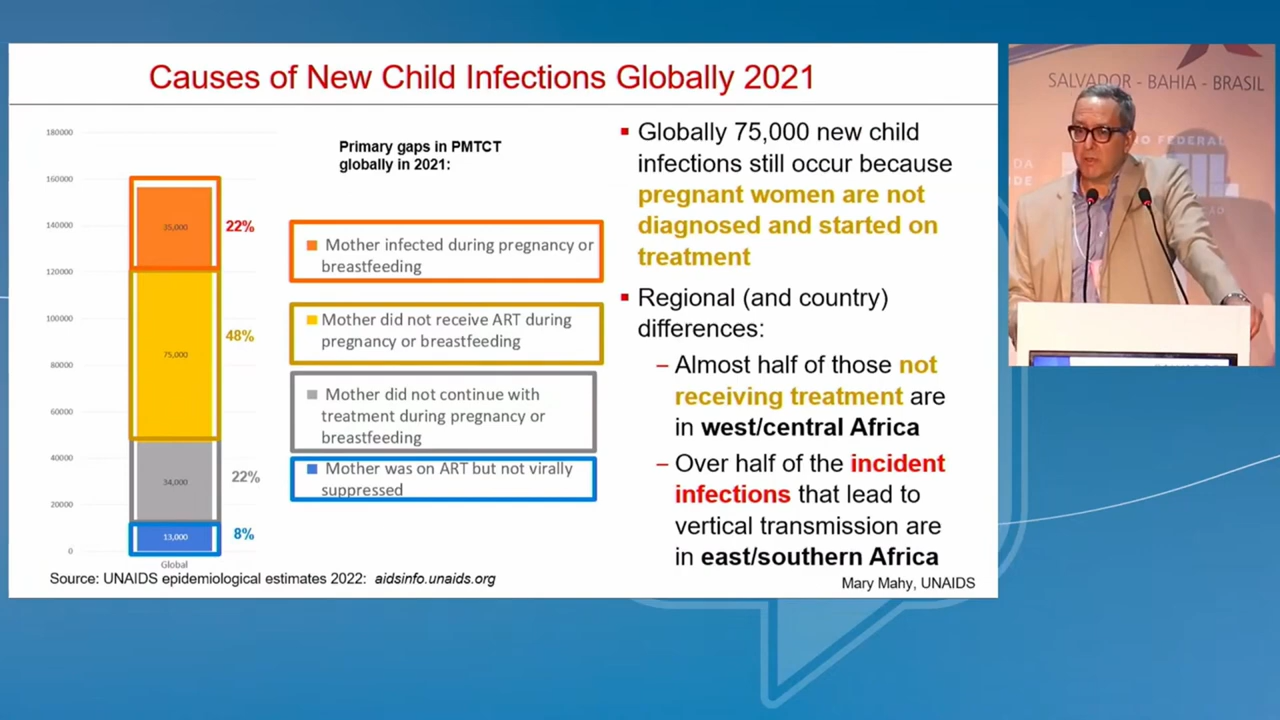 Causes of New Child Infections Globally 2021
180000
160000
140000
120000
100000
80000
60000
40000
20000
0
35,000
75,000
34,000
13,000
22%
48%
22%
8%
Global
Primary gaps in PMTCT
globally in 2021:
Mother infected during pregnancy or
breastfeeding
Mother did not receive ART during
pregnancy or breastfeeding
Mother did not continue with
treatment during pregnancy or
breastfeeding
Mother was on ART but not virally
suppressed
Source: UNAIDS epidemiological estimates 2022: aidsinfo.unaids.org
Globally 75,000 new child
infections still occur because
pregnant women are not
diagnosed and started on
treatment
Regional (and country)
differences:
– Almost half of those not
receiving treatment are
in west/central Africa
– Over half of the incident
infections that lead to
vertical transmission are
in east/southern Africa
Mary Mahy, UNAIDS
SALVADOR - BAHIA - BRASIL
FEDERAL